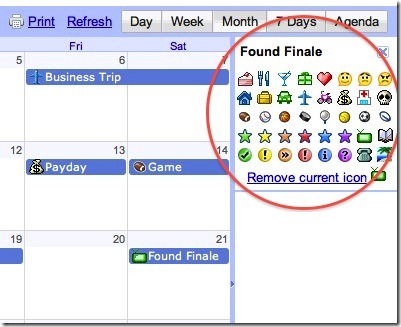 Print Refresh Day Week Month 7 Days Agenda
Fri Sat
Found Finale
5 6 7
Business Trip
12 13 14
Payday Game
Remove current icon
19 20 21
Found Finale